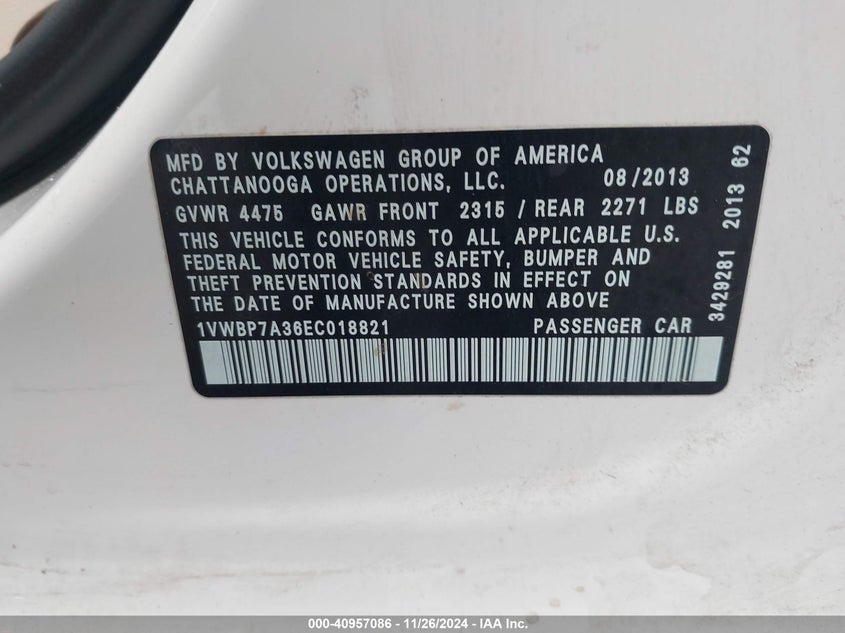 MFD BY VOLKSWAGEN GROUP OF AMERICA
CHATTANOOGA OPERATIONS, LLC. 08/2013
GVWR 4475 GAWR FRONT 2315 / REAR 2271 LBS
THIS VEHICLE CONFORMS TO ALL APPLICABLE U.S.
FEDERAL MOTOR VEHICLE SAFETY, BUMPER AND
THEFT PREVENTION STANDARDS IN EFFECT ON
THE DATE OF MANUFACTURE SHOWN ABOVE
1VWBP7A36EC018821 PASSENGER CAR
3429281 2013 62
000-40957086 - 11/26/2024 - IAA Inc.